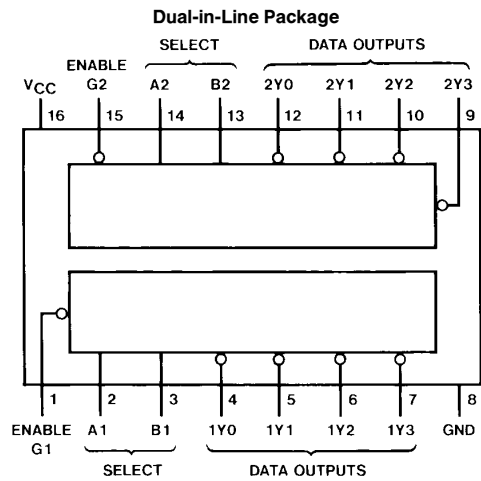 Dual-in-Line Package
SELECT DATA OUTPUTS
ENABLE
VCC G2 A2 B2 2Y0 2Y1 2Y2 2Y3
16 15 14 13 12 11 10 9
1 2 3 4 5 6 7 8
ENABLE A1 B1 1Y0 1Y1 1Y2 1Y3 GND
G1
SELECT DATA OUTPUTS